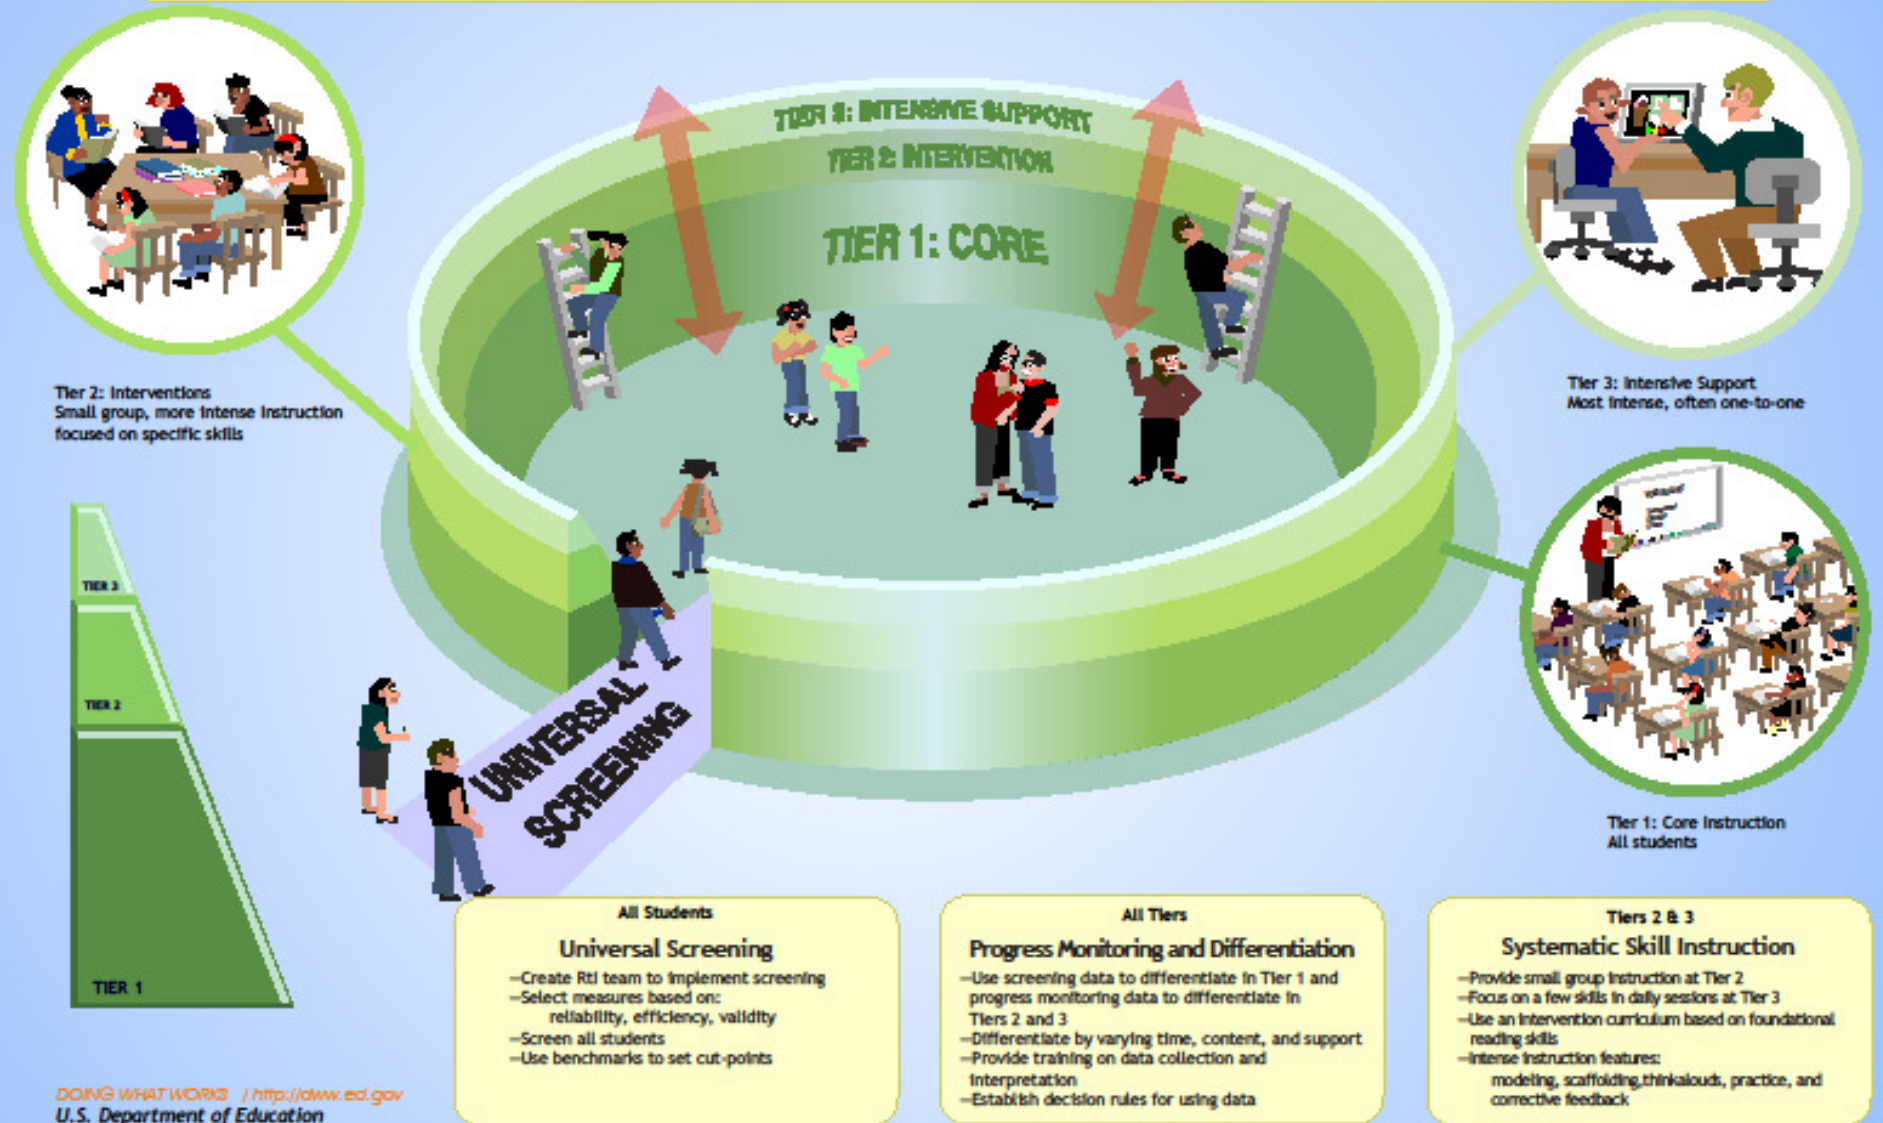 TIER 3: INTENSIVE SUPPORT
TIER 2: INTERVENTION
TIER 1: CORE
Tier 2: Interventions
Small group, more intense instruction
focused on specific skills
Tier 3: Intensive Support
Most intense, often one-to-one
TIER 3
TIER 2
TIER 1
UNIVERSAL
SCREENING
Tier 1: Core Instruction
All students
All Students
Universal Screening
—Create RtI team to implement screening
—Select measures based on:
reliability, efficiency, validity
—Screen all students
—Use benchmarks to set cut-points
All Tiers
Progress Monitoring and Differentiation
—Use screening data to differentiate in Tier 1 and
progress monitoring data to differentiate in
Tiers 2 and 3
—Differentiate by varying time, content, and support
—Provide training on data collection and
interpretation
—Establish decision rules for using data
Tiers 2 & 3
Systematic Skill Instruction
—Provide small group instruction at Tier 2
—Focus on a few skills in daily sessions at Tier 3
—Use an intervention curriculum based on foundational
reading skills
—Intense instruction features:
modeling, scaffolding,thinkalouds, practice, and
corrective feedback
DOING WHAT WORKS / http://dww.ed.gov
U.S. Department of Education